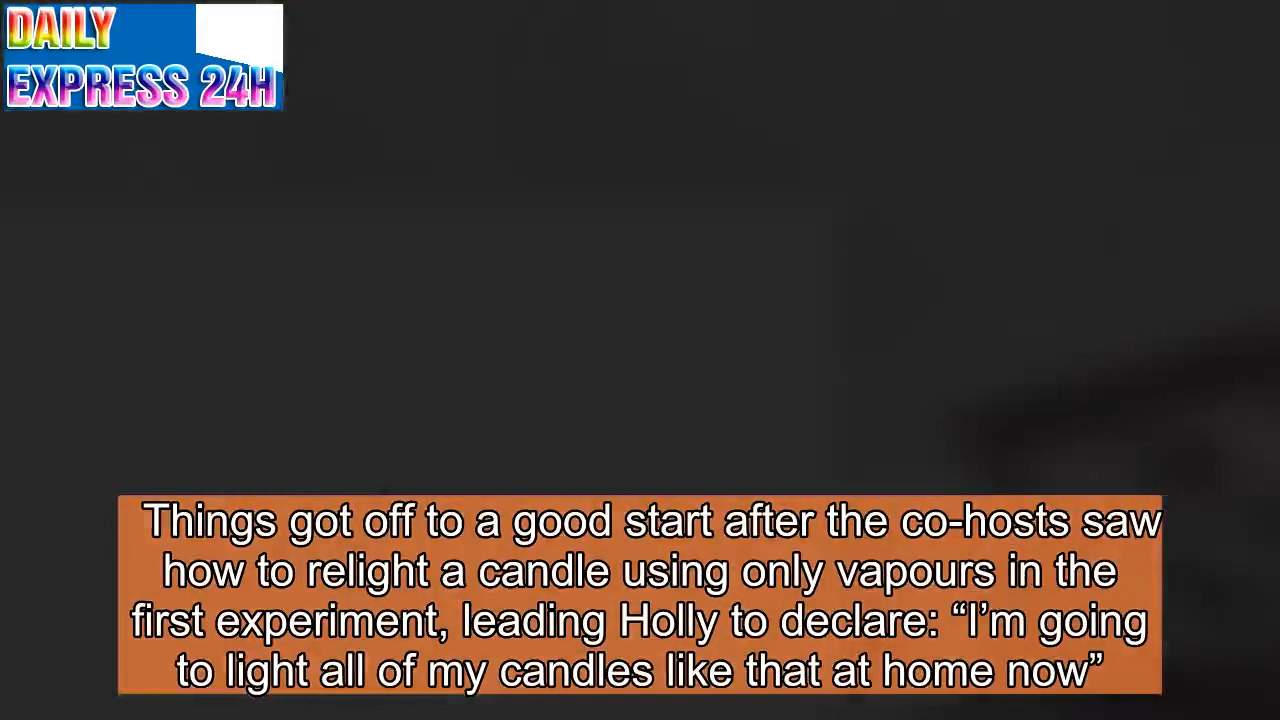 DAILY
EXPRESS 24H
Things got off to a good start after the co-hosts saw
how to relight a candle using only vapours in the
first experiment, leading Holly to declare: “I’m going
to light all of my candles like that at home now”